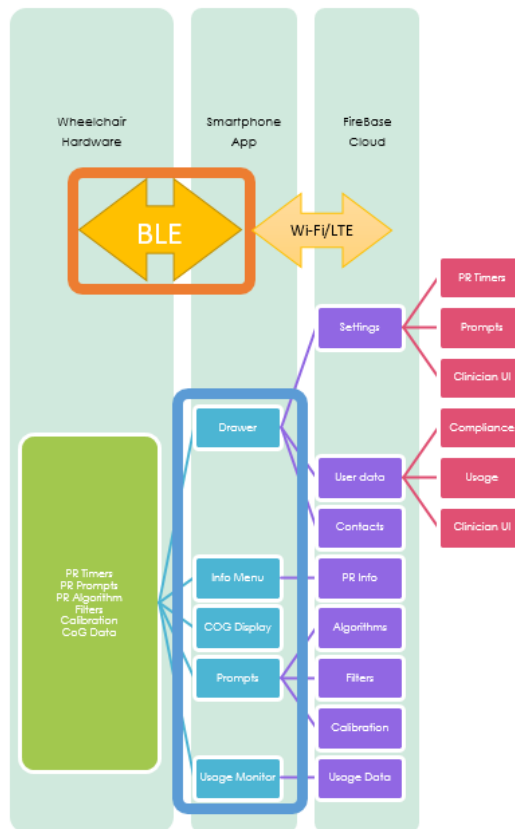 Wheelchair
Hardware
Smartphone
App
FireBase
Cloud
BLE
Wi-Fi/LTE
PR Timers
Settings
Prompts
Clinician UI
Drawer
Compliance
User data
Usage
Contacts
Clinician UI
PR Timers
PR Prompts
PR Algorithm
Filters
Calibration
CoG Data
Info Menu
PR Info
COG Display
Algorithms
Prompts
Filters
Calibration
Usage Monitor
Usage Data